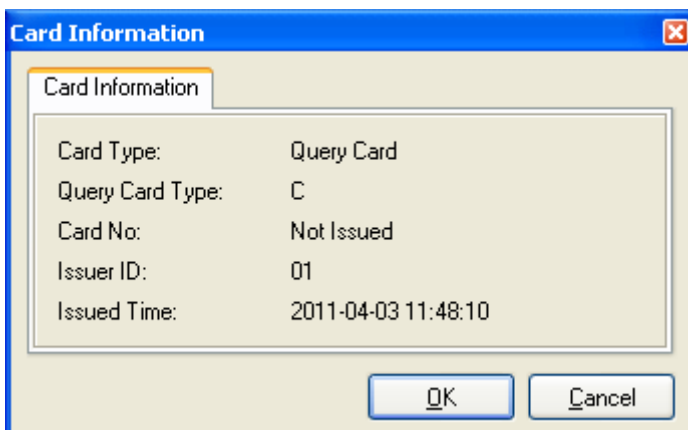 Card Information
Card Information
Card Type: Query Card
Query Card Type: C
Card No: Not Issued
Issuer ID: 01
Issued Time: 2011-04-03 11:48:10
OK Cancel